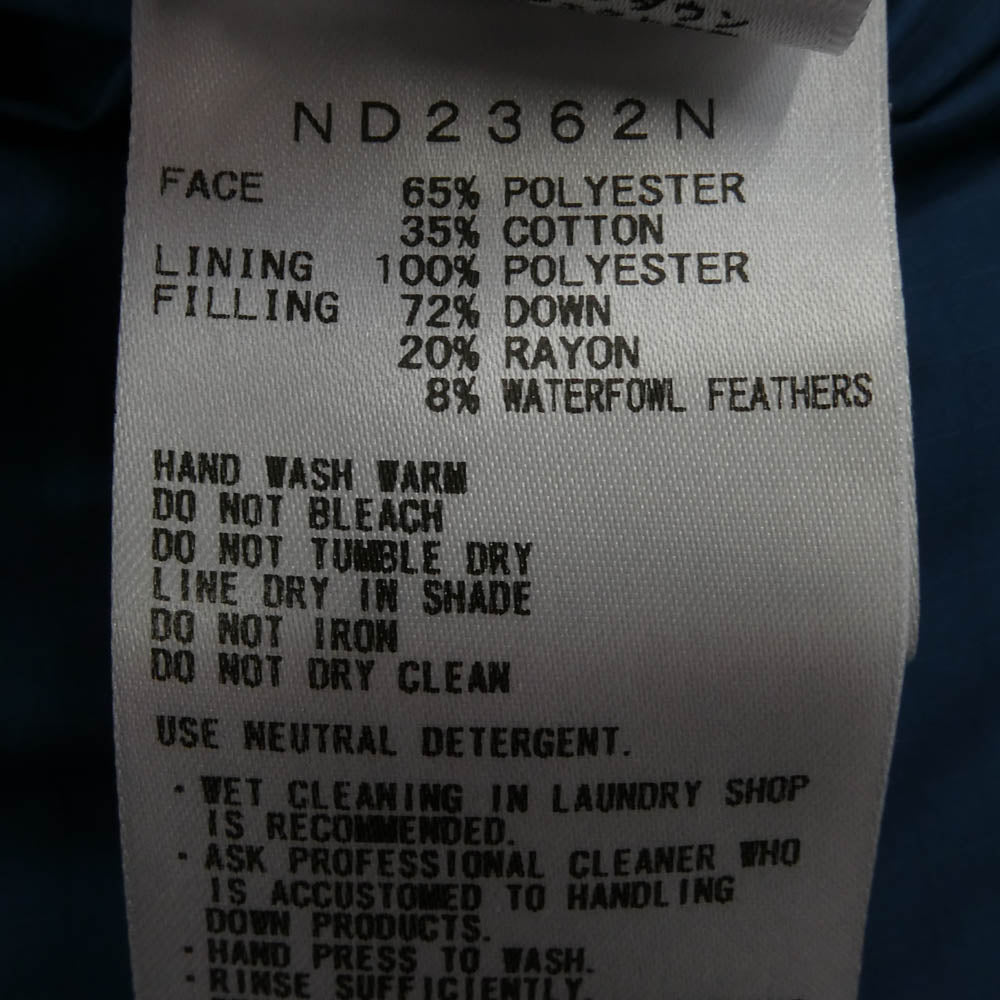 ND2362N
FACE 65% POLYESTER
35% COTTON
LINING 100% POLYESTER
FILLING 72% DOWN
20% RAYON
8% WATERFOWL FEATHERS
HAND WASH WARM
DO NOT BLEACH
DO NOT TUMBLE DRY
LINE DRY IN SHADE
DO NOT IRON
DO NOT DRY CLEAN
USE NEUTRAL DETERGENT.
・WET CLEANING IN LAUNDRY SHOP
IS RECOMMENDED.
・ASK PROFESSIONAL CLEANER WHO
IS ACCUSTOMED TO HANDLING
DOWN PRODUCTS.
・HAND PRESS TO WASH.
・RINSE SUFFICIENTLY.